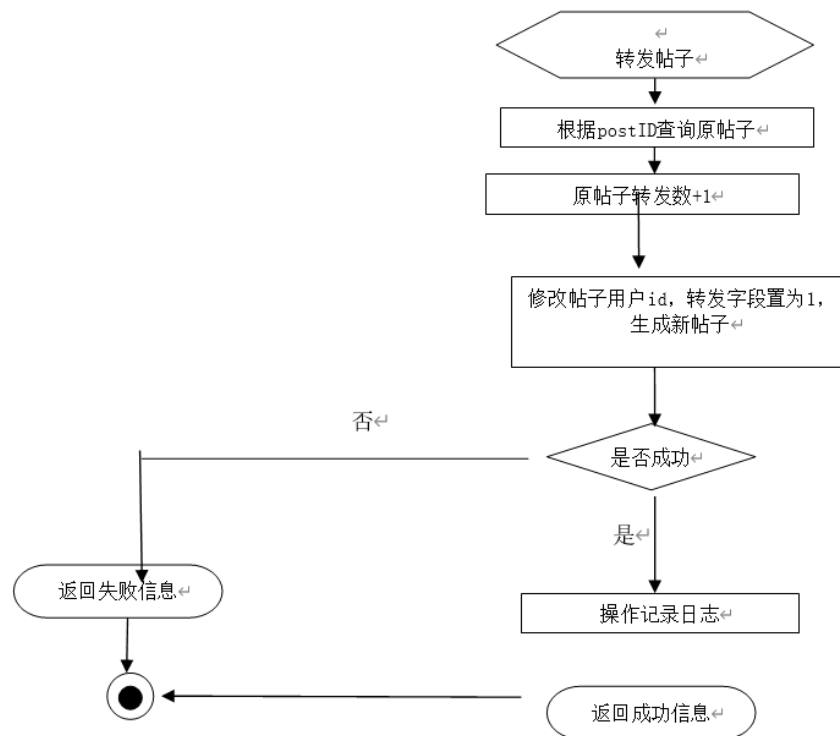 转发帖子
根据postID查询原帖子
原帖子转发数+1
修改帖子用户id，转发字段置为1，
生成新帖子
否
是否成功
是
返回失败信息
操作记录日志
返回成功信息